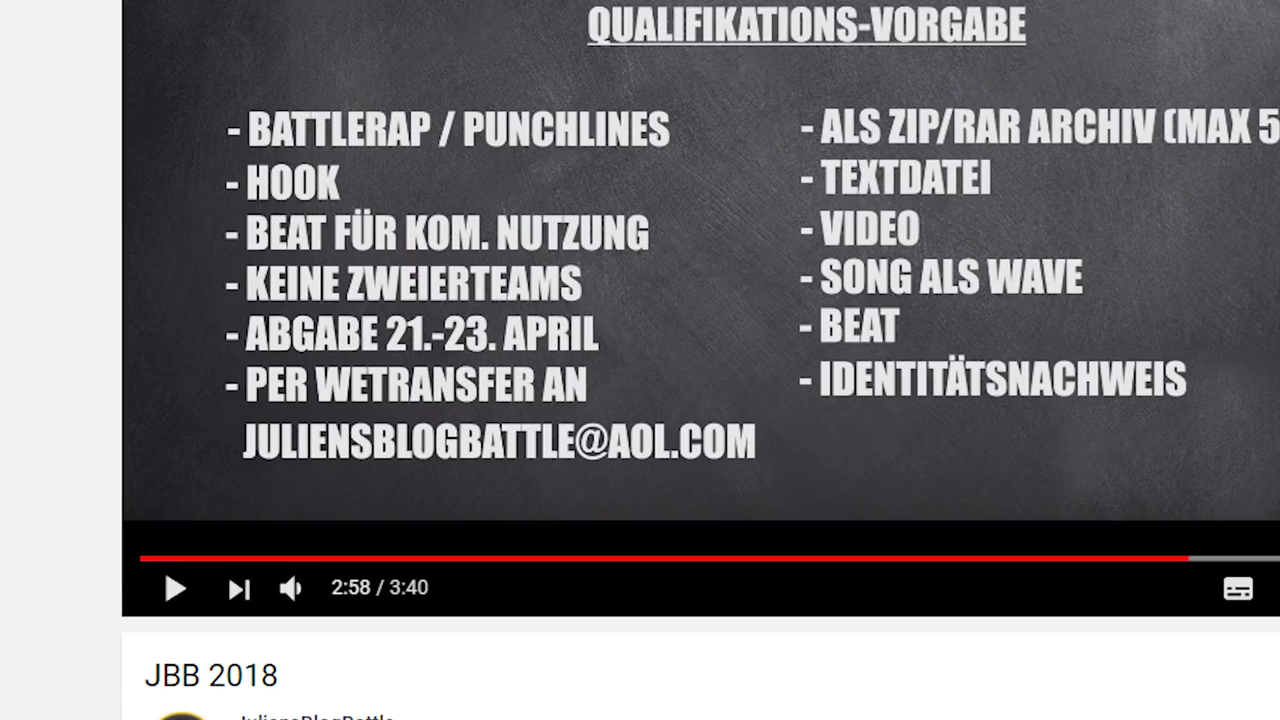 QUALIFIKATIONS-VORGABE
- BATTLERAP / PUNCHLINES
- HOOK
- BEAT FÜR KOM. NUTZUNG
- KEINE ZWEIERTEAMS
- ABGABE 21.-23. APRIL
- PER WETRANSFER AN
JULIENSBLOGBATTLE@AOL.COM
- ALS ZIP/RAR ARCHIV (MAX 5
- TEXTDATEI
- VIDEO
- SONG ALS WAVE
- BEAT
- IDENTITÄTSNACHWEIS
2:58 / 3:40
JBB 2018
JuliensBlogBattle